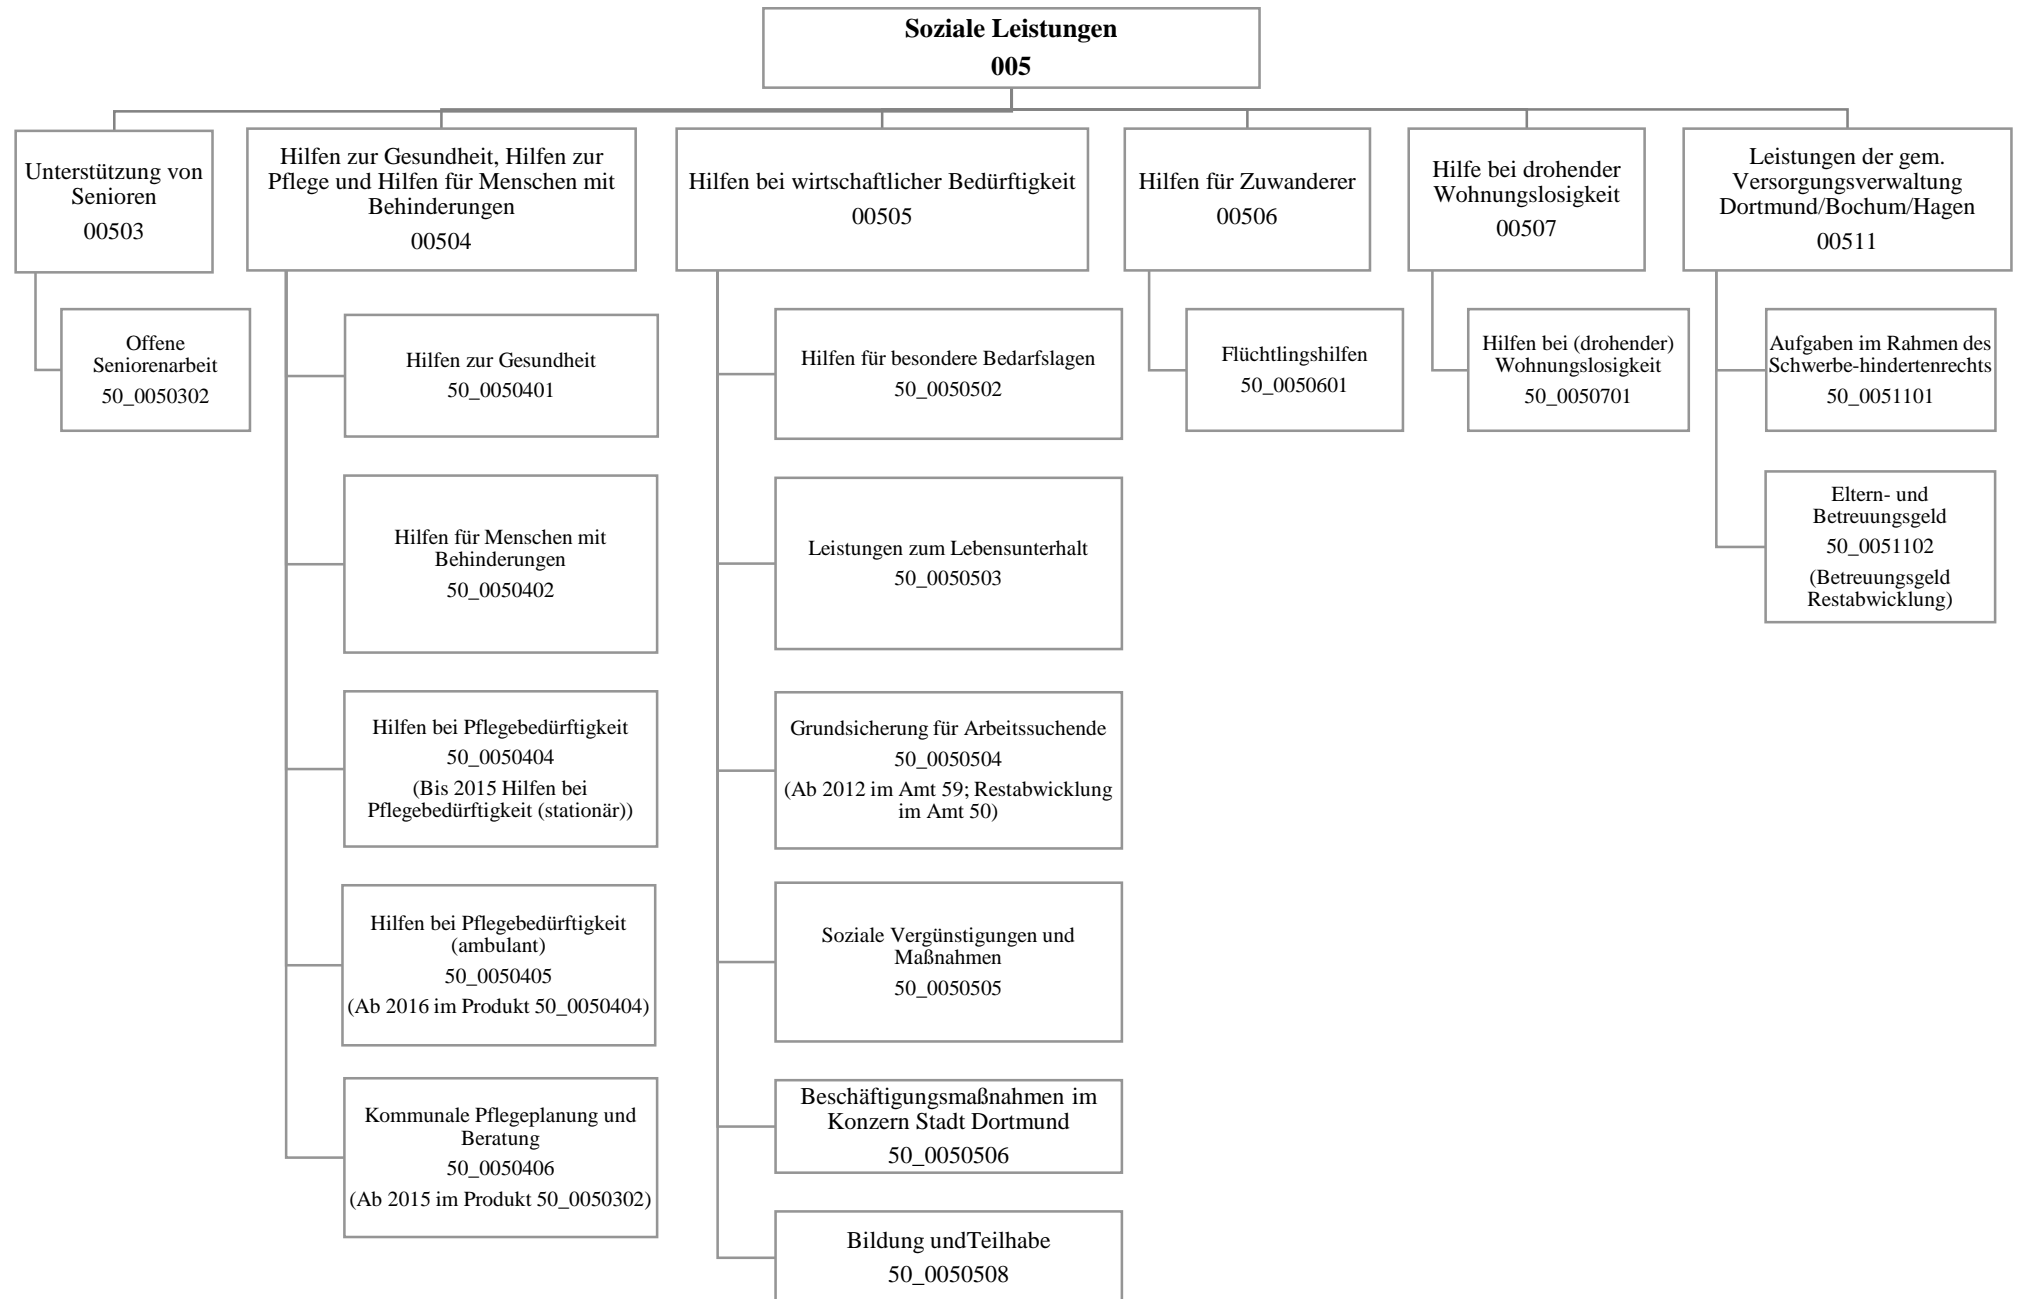 Soziale Leistungen
005
Unterstützung von
Senioren
00503
Offene
Seniorenarbeit
50_0050302
Hilfen zur Gesundheit, Hilfen zur
Pflege und Hilfen für Menschen mit
Behinderungen
00504
Hilfen zur Gesundheit
50_0050401
Hilfen für Menschen mit
Behinderungen
50_0050402
Hilfen bei Pflegebedürftigkeit
50_0050404
(Bis 2015 Hilfen bei
Pflegebedürftigkeit (stationär))
Hilfen bei Pflegebedürftigkeit
(ambulant)
50_0050405
(Ab 2016 im Produkt 50_0050404)
Kommunale Pflegeplanung und
Beratung
50_0050406
(Ab 2015 im Produkt 50_0050302)
Hilfen bei wirtschaftlicher Bedürftigkeit
00505
Hilfen für besondere Bedarfslagen
50_0050502
Leistungen zum Lebensunterhalt
50_0050503
Grundsicherung für Arbeitssuchende
50_0050504
(Ab 2012 im Amt 59; Restabwicklung
im Amt 50)
Soziale Vergünstigungen und
Maßnahmen
50_0050505
Beschäftigungsmaßnahmen im
Konzern Stadt Dortmund
50_0050506
Bildung undTeilhabe
50_0050508
Hilfen für Zuwanderer
00506
Flüchtlingshilfen
50_0050601
Hilfe bei drohender
Wohnungslosigkeit
00507
Hilfen bei (drohender)
Wohnungslosigkeit
50_0050701
Leistungen der gem.
Versorgungsverwaltung
Dortmund/Bochum/Hagen
00511
Aufgaben im Rahmen des
Schwerbe-hindertenrechts
50_0051101
Eltern- und
Betreuungsgeld
50_0051102
(Betreuungsgeld
Restabwicklung)